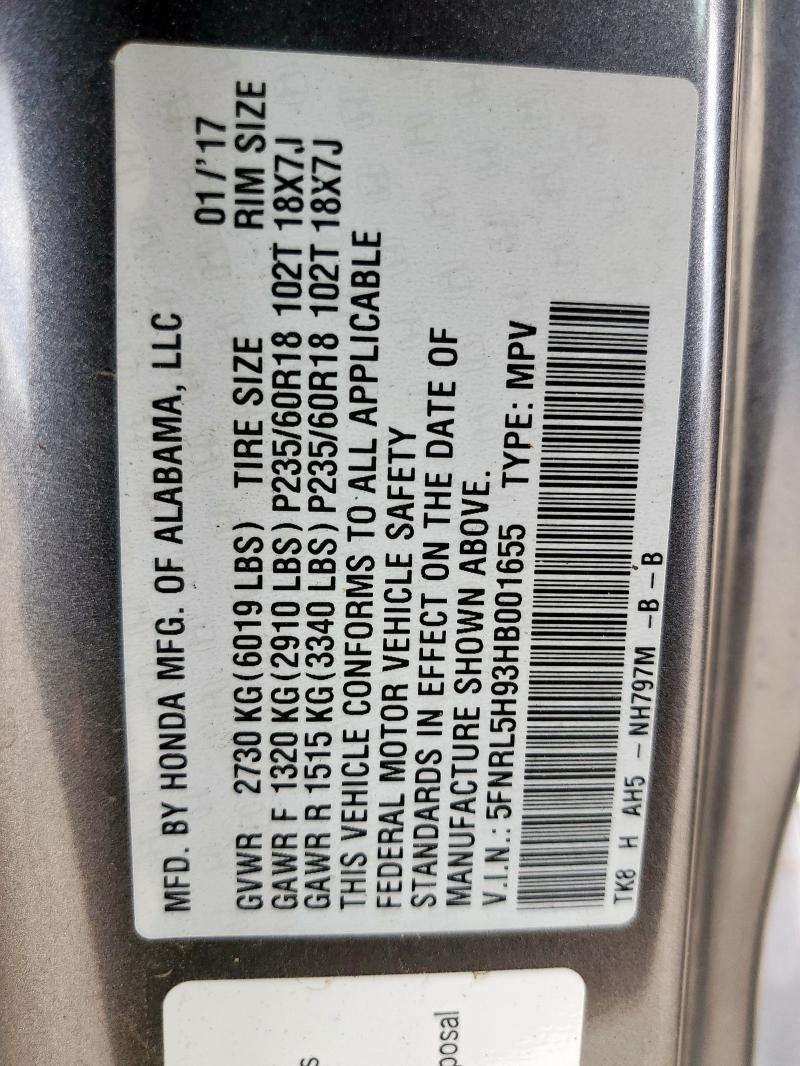 MFD. BY HONDA MFG. OF ALABAMA, LLC 01/'17
GVWR 2730 KG(6019 LBS) TIRE SIZE RIM SIZE
GAWR F 1320 KG(2910 LBS) P235/60R18 102T 18X7J
GAWR R 1515 KG(3340 LBS) P235/60R18 102T 18X7J
THIS VEHICLE CONFORMS TO ALL APPLICABLE
FEDERAL MOTOR VEHICLE SAFETY
STANDARDS IN EFFECT ON THE DATE OF
MANUFACTURE SHOWN ABOVE.
V.I.N.: 5FNRL5H93HB001655 TYPE: MPV
TK8 H AH5 -NH797M -B-B